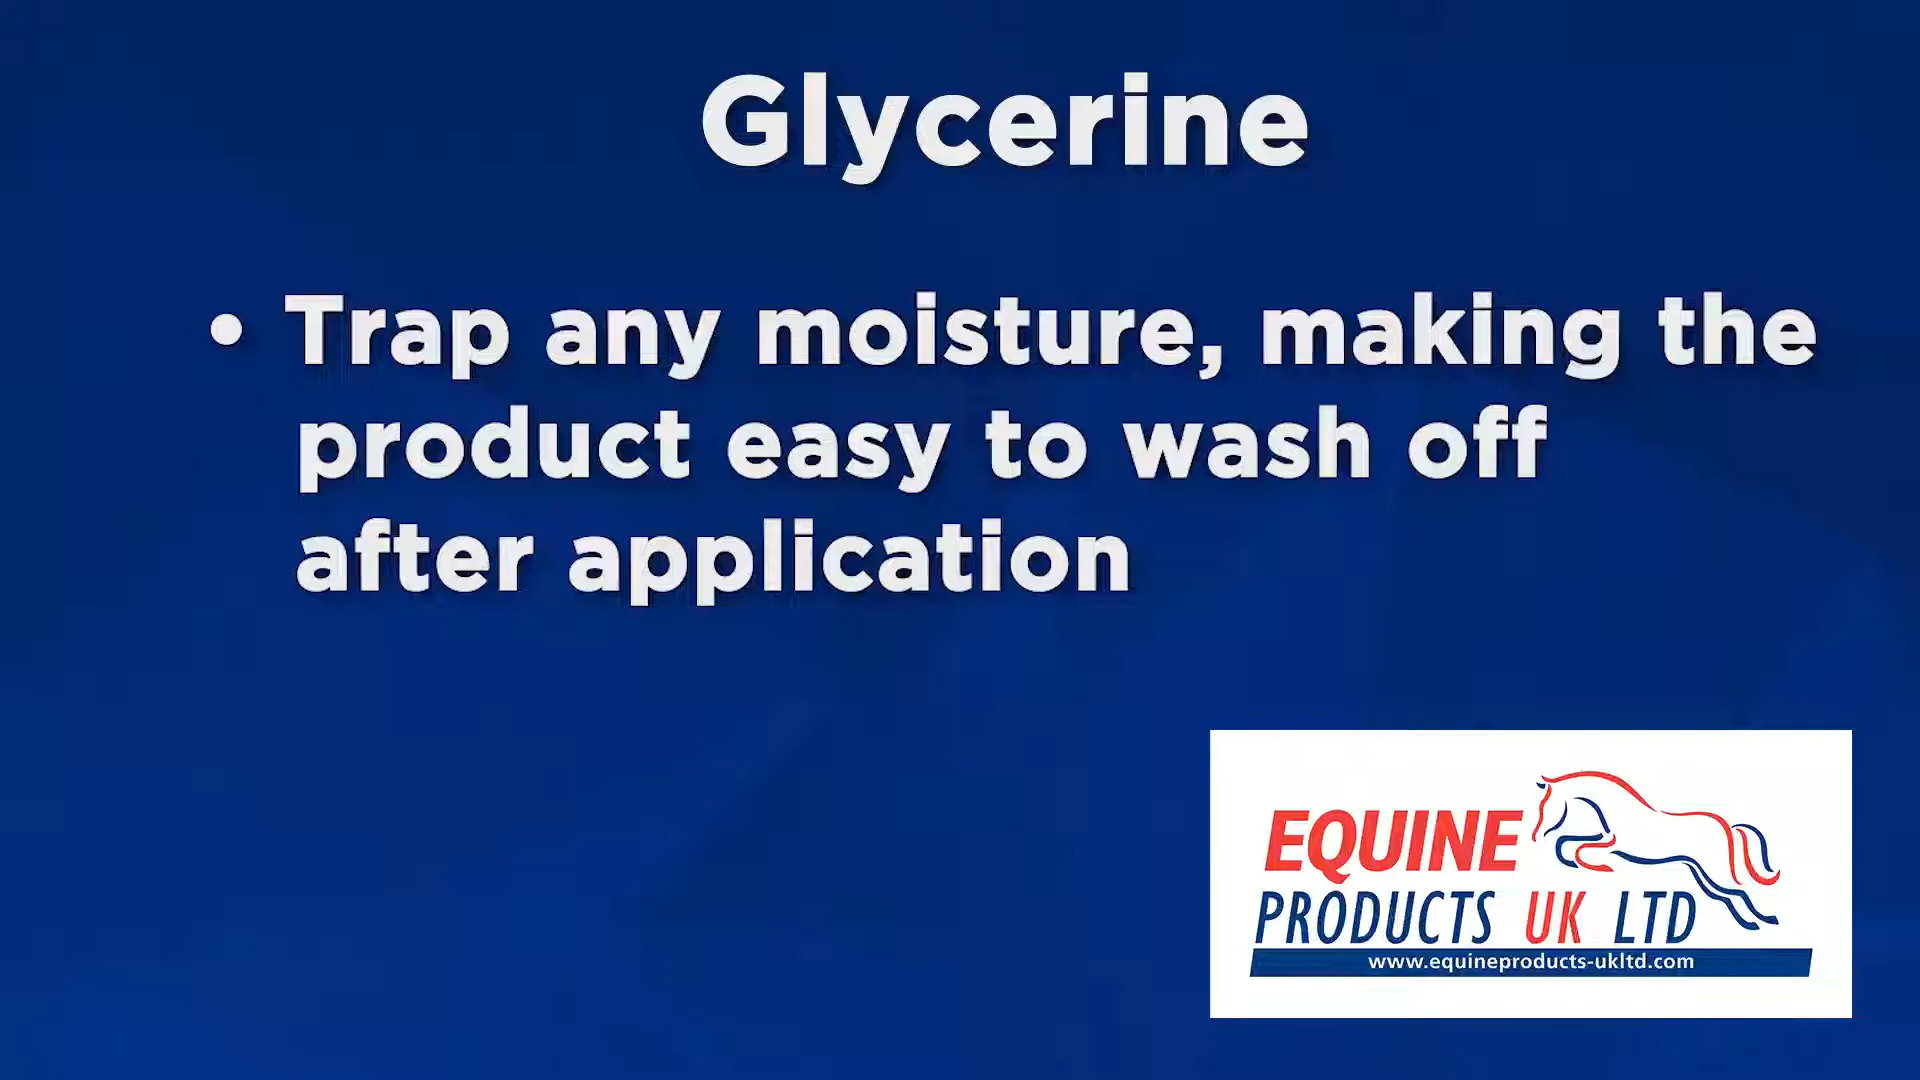 Glycerine
• Trap any moisture, making the
product easy to wash off
after application
EQUINE
PRODUCTS UK LTD
www.equineproducts-ukltd.com